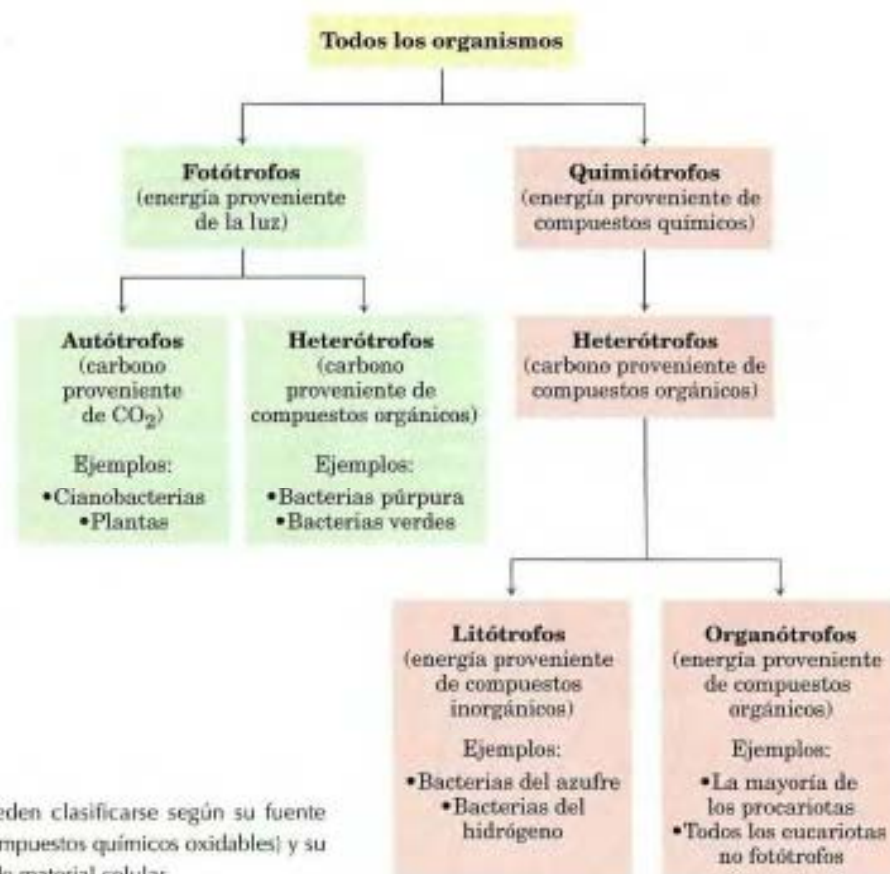 Todos los organismos
Fotótrofos
(energía proveniente
de la luz)
Quimiótrofos
(energía proveniente de
compuestos químicos)
Autótrofos
(carbono
proveniente
de CO₂)
Ejemplos:
•Cianobacterias
•Plantas
Heterótrofos
(carbono
proveniente de
compuestos orgánicos)
Ejemplos:
•Bacterias púrpura
•Bacterias verdes
Heterótrofos
(carbono proveniente de
compuestos orgánicos)
Litótrofos
(energía proveniente
de compuestos
inorgánicos)
Ejemplos:
•Bacterias del azufre
•Bacterias del
hidrógeno
Organótrofos
(energía proveniente
de compuestos
orgánicos)
Ejemplos:
•La mayoría de
los procariotas
•Todos los eucariotas
no fotótrofos
eden clasificarse según su fuente
mpuestos químicos oxidables) y su
material celular